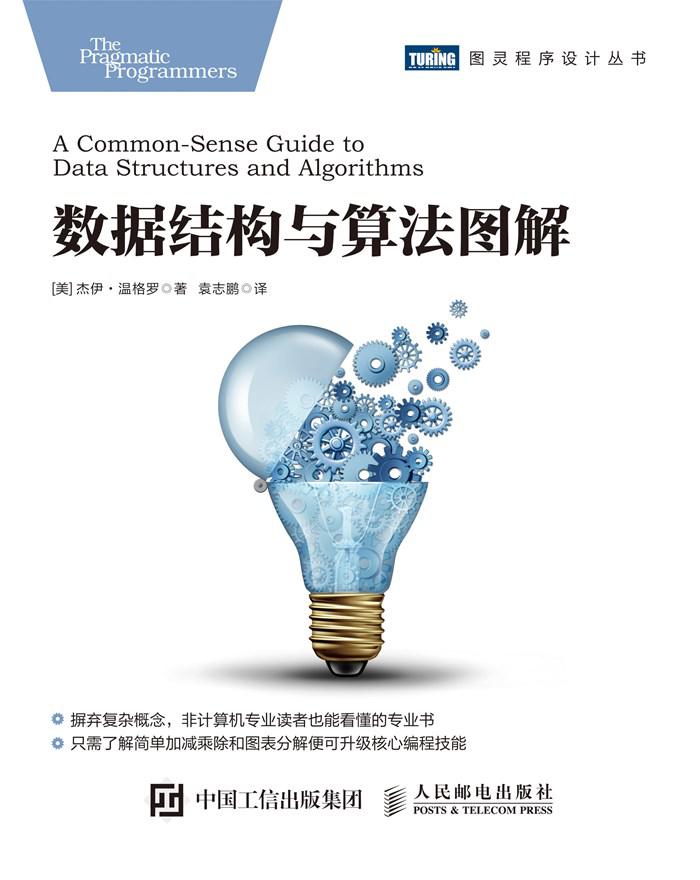 The
Pragmatic
Programmers
TURING 图灵程序设计丛书
A Common-Sense Guide to
Data Structures and Algorithms
数据结构与算法图解
[美] 杰伊·温格罗◎著 袁志鹏◎译
摒弃复杂概念，非计算机专业读者也能看懂的专业书
只需了解简单加减乘除和图表分解便可升级核心编程技能
中国工信出版集团
人民邮电出版社
POSTS & TELECOM PRESS